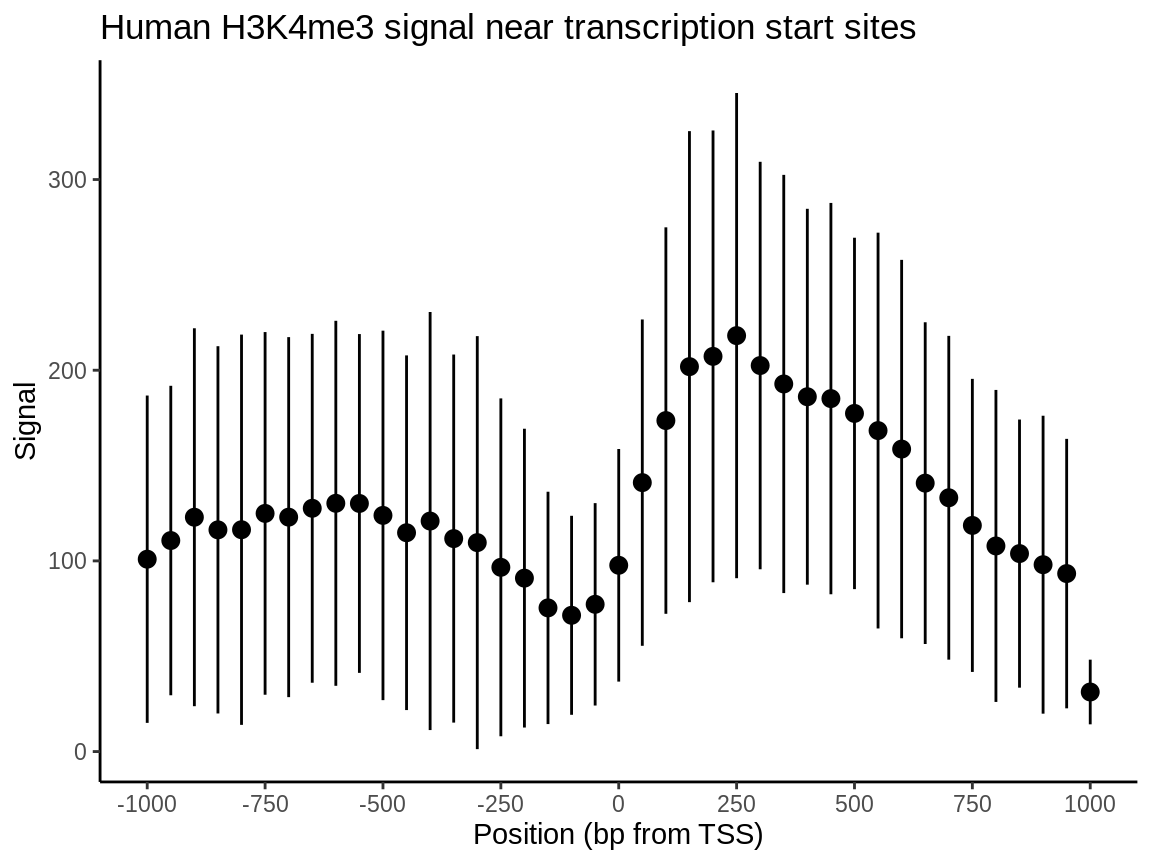 Human H3K4me3 signal near transcription start sites
Signal
300
200
100
0
-1000 -750 -500 -250 0 250 500 750 1000
Position (bp from TSS)